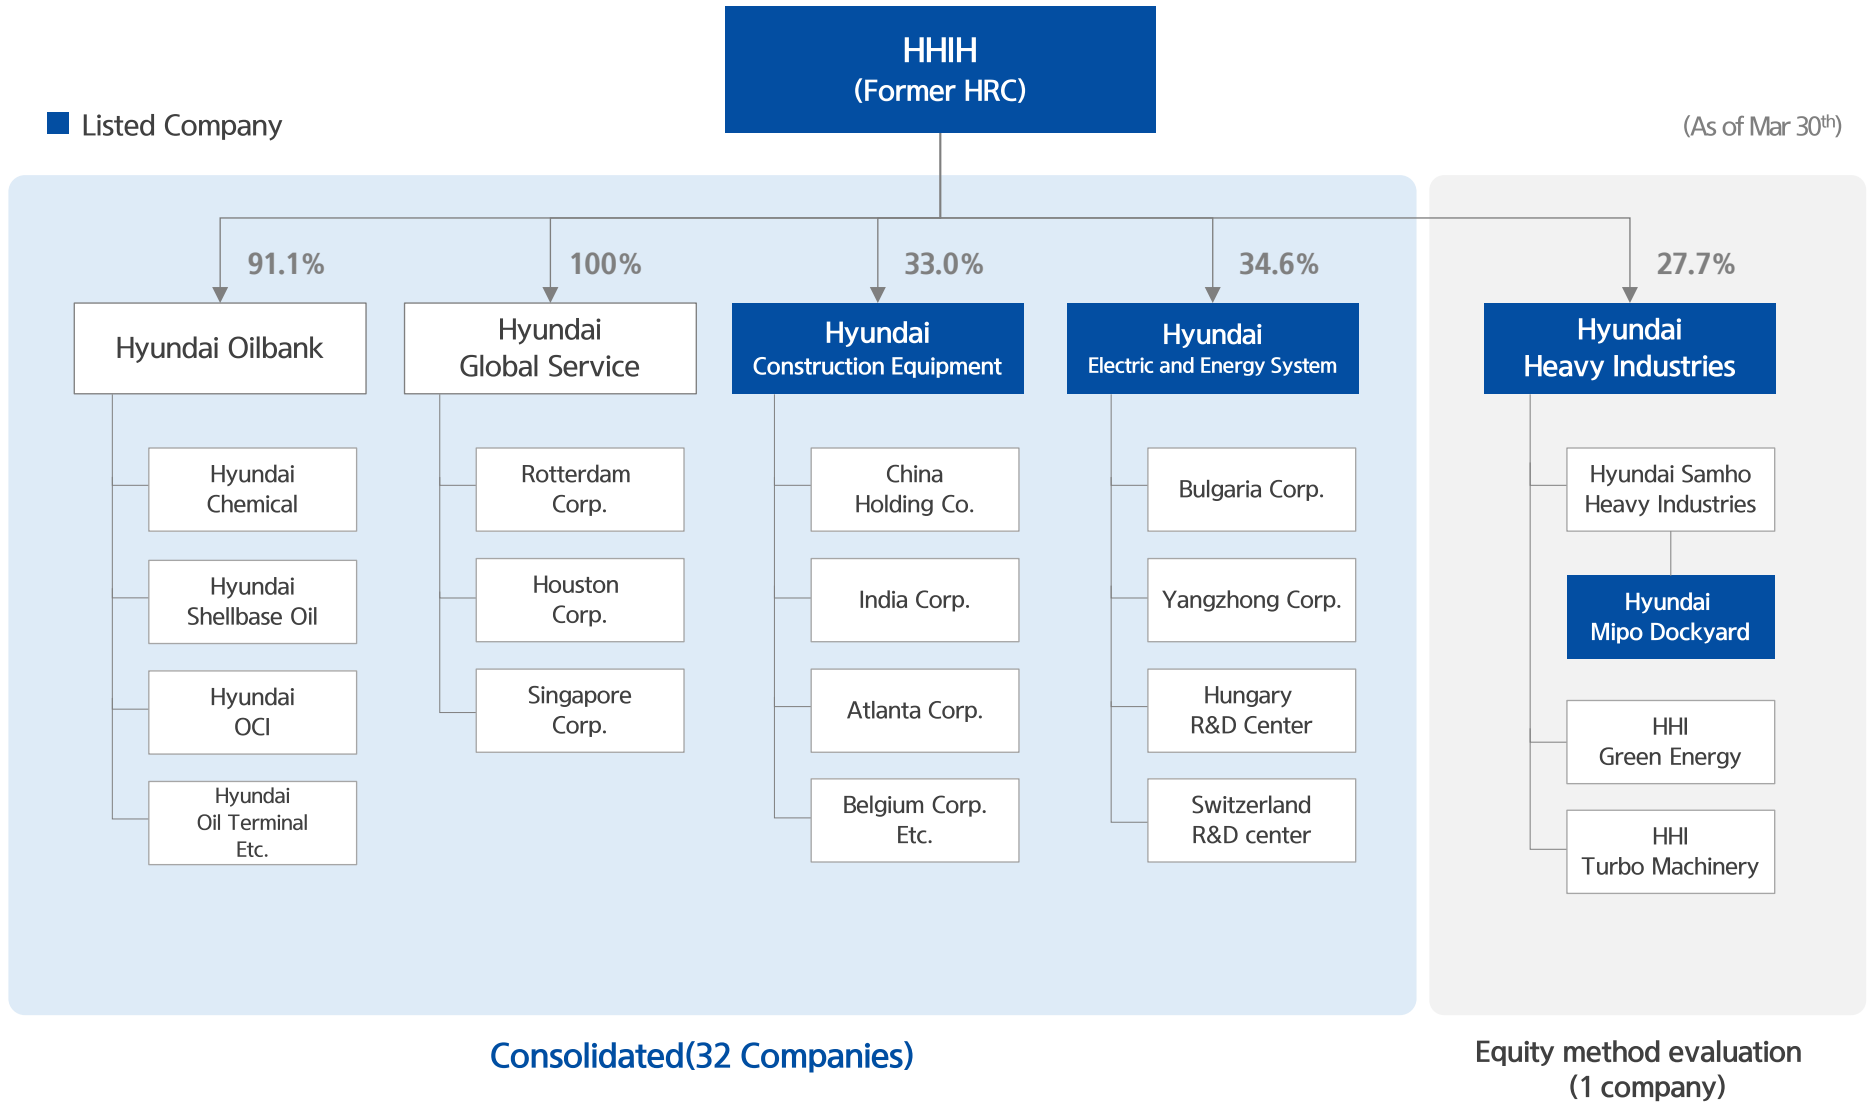 HHIH
(Former HRC)
Listed Company
(As of Mar 30th)
91.1%
100%
33.0%
34.6%
27.7%
Hyundai Oilbank
Hyundai
Global Service
Hyundai
Construction Equipment
Hyundai
Electric and Energy System
Hyundai
Heavy Industries
Hyundai
Chemical
Hyundai
Shellbase Oil
Hyundai
OCI
Hyundai
Oil Terminal
Etc.
Rotterdam
Corp.
Houston
Corp.
Singapore
Corp.
China
Holding Co.
India Corp.
Atlanta Corp.
Belgium Corp.
Etc.
Bulgaria Corp.
Yangzhong Corp.
Hungary
R&D Center
Switzerland
R&D center
Hyundai Samho
Heavy Industries
Hyundai
Mipo Dockyard
HHI
Green Energy
HHI
Turbo Machinery
Consolidated(32 Companies)
Equity method evaluation
(1 company)